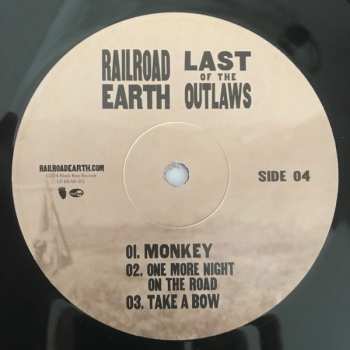 RAILROAD EARTH
LAST OF THE OUTLAWS
RAILROADEARTH.COM
SIDE 04
01. MONKEY
02. ONE MORE NIGHT
ON THE ROAD
03. TAKE A BOW